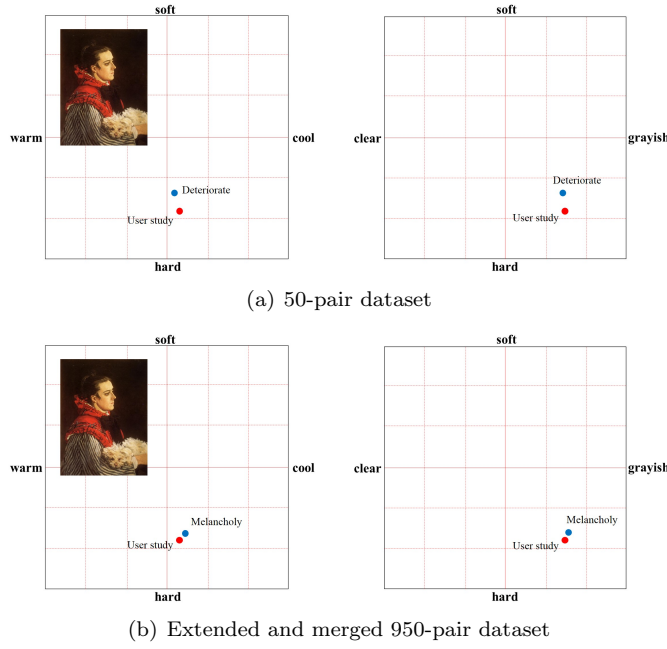 soft
soft
warm
cool
clear
grayish
Deteriorate
User study
Deteriorate
User study
hard
hard
(a) 50-pair dataset
soft
soft
warm
cool
clear
grayish
Melancholy
User study
Melancholy
User study
hard
hard
(b) Extended and merged 950-pair dataset